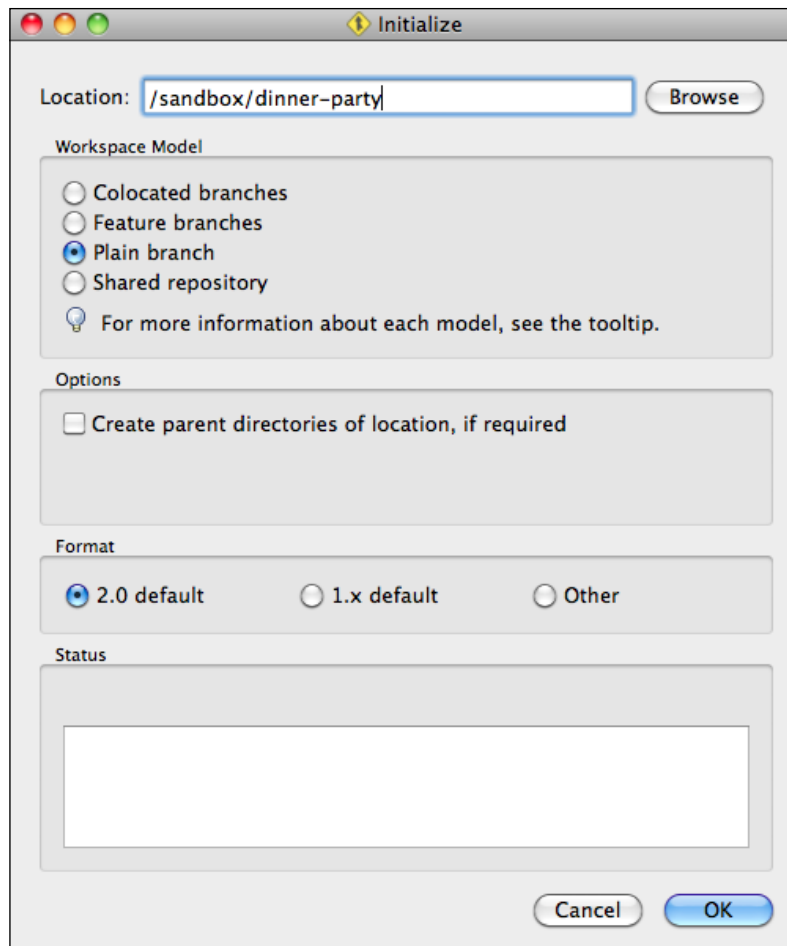 Initialize
Location: /sandbox/dinner-party Browse
Workspace Model
Colocated branches
Feature branches
Plain branch
Shared repository
For more information about each model, see the tooltip.
Options
Create parent directories of location, if required
Format
2.0 default 1.x default Other
Status
Cancel OK